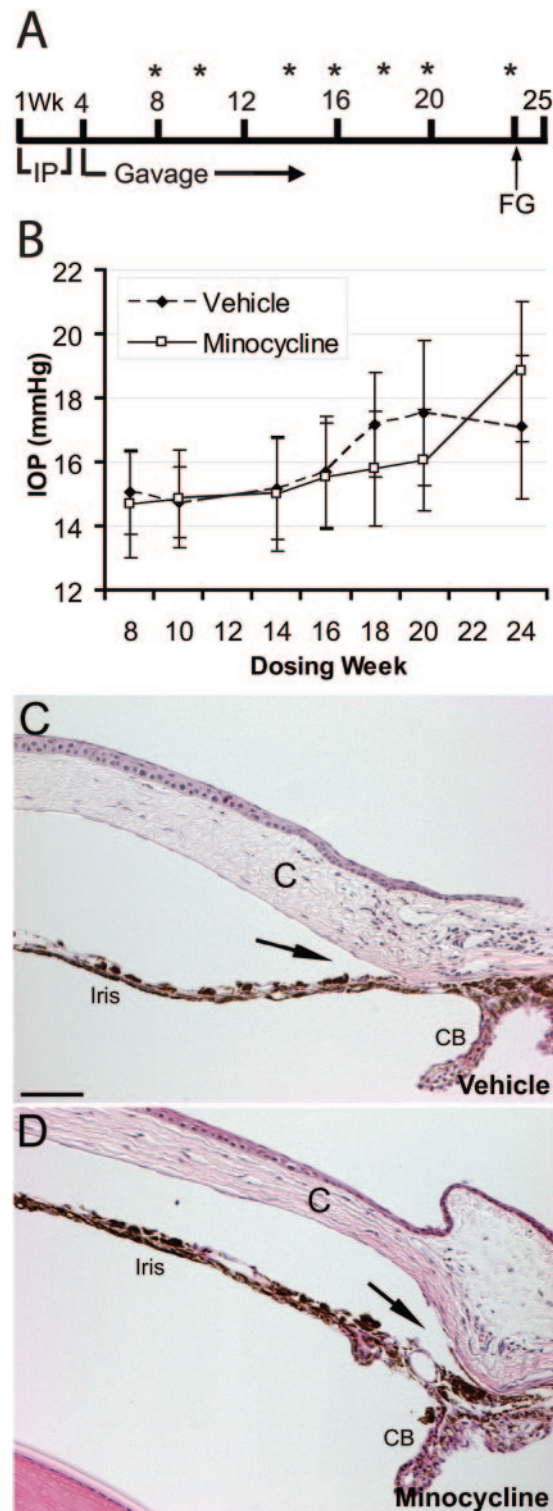 A
* * * * * * *
1Wk 4 8 12 16 20 25
IP Gavage
FG
B
22
20
18
16
14
12
IOP (mmHg)
Vehicle
Minocycline
8 10 12 14 16 18 20 22 24
Dosing Week
C
C
Iris
CB
Vehicle
D
C
Iris
CB
Minocycline